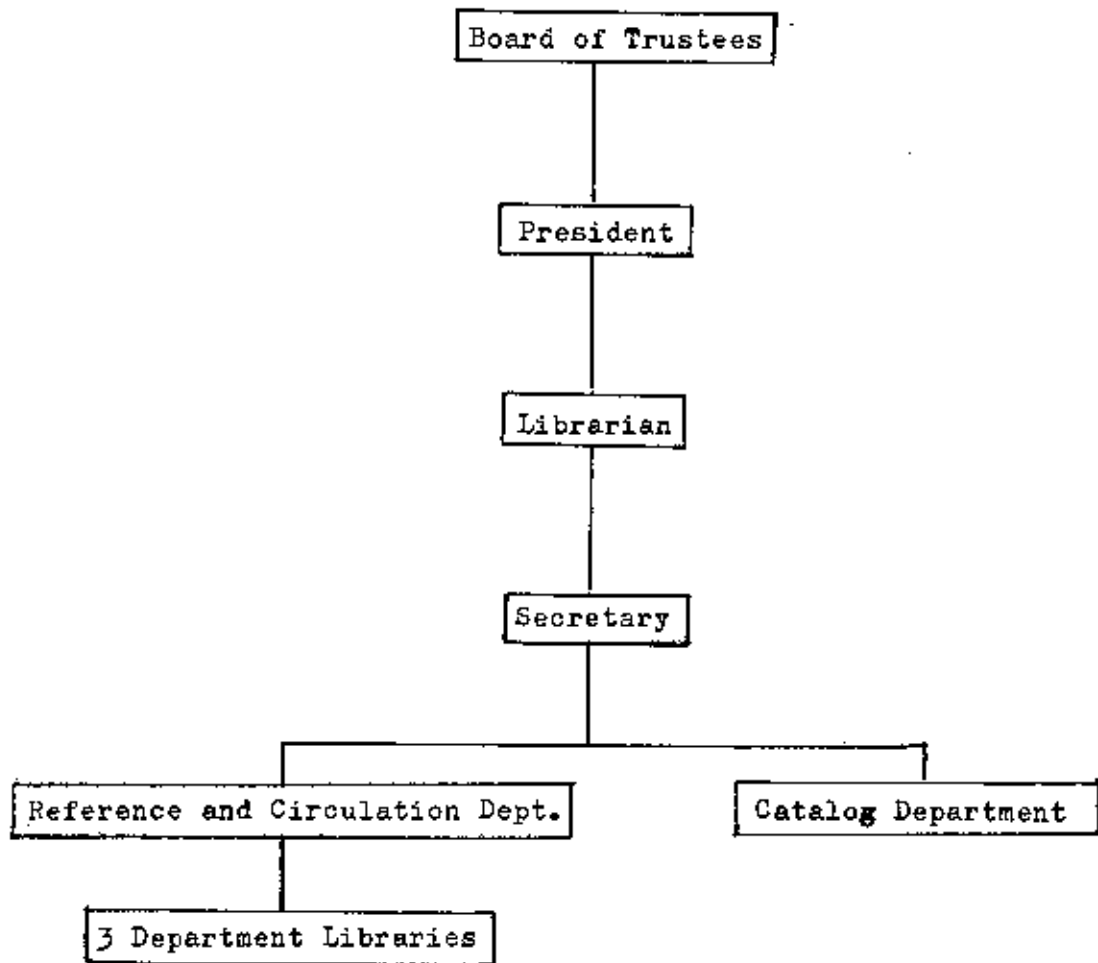 Board of Trustees
President
Librarian
Secretary
Reference and Circulation Dept.
Catalog Department
3 Department Libraries